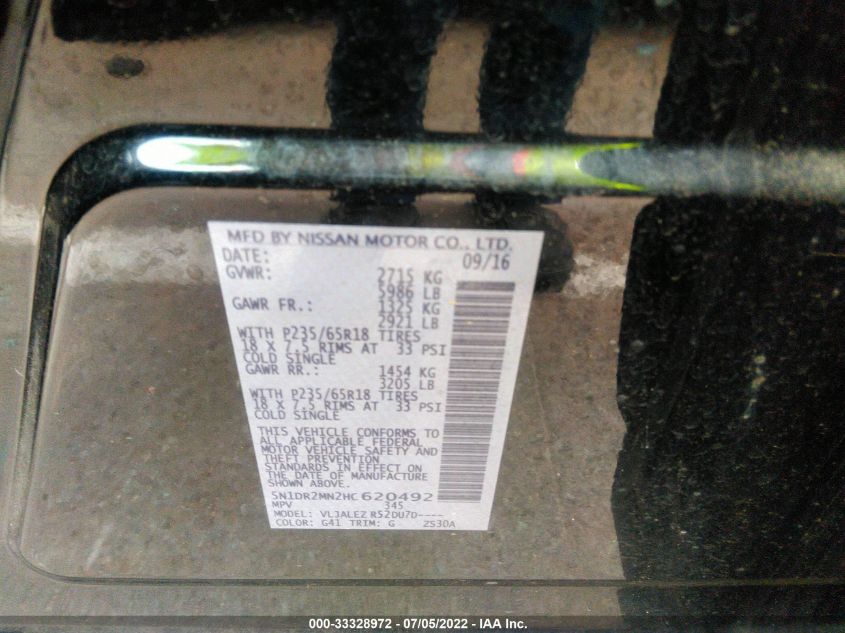 MFD BY NISSAN MOTOR CO., LTD.
DATE: 09/16
GVWR: 2715 KG
5986 LB
GAWR FR.: 1325 KG
2921 LB
WITH P235/65R18 TIRES
18 X 7.5 RIMS AT 33 PSI
COLD SINGLE
GAWR RR.: 1454 KG
3205 LB
WITH P235/65R18 TIRES
18 X 7.5 RIMS AT 33 PSI
COLD SINGLE
THIS VEHICLE CONFORMS TO
ALL APPLICABLE FEDERAL
MOTOR VEHICLE SAFETY AND
THEFT PREVENTION
STANDARDS IN EFFECT ON
THE DATE OF MANUFACTURE
SHOWN ABOVE.
5N1DR2MN2HC620492
MPV 345
MODEL: VLJALEZ R52DU7D----
COLOR: G41 TRIM: G ZS30A
000-33328972 - 07/05/2022 - IAA Inc.